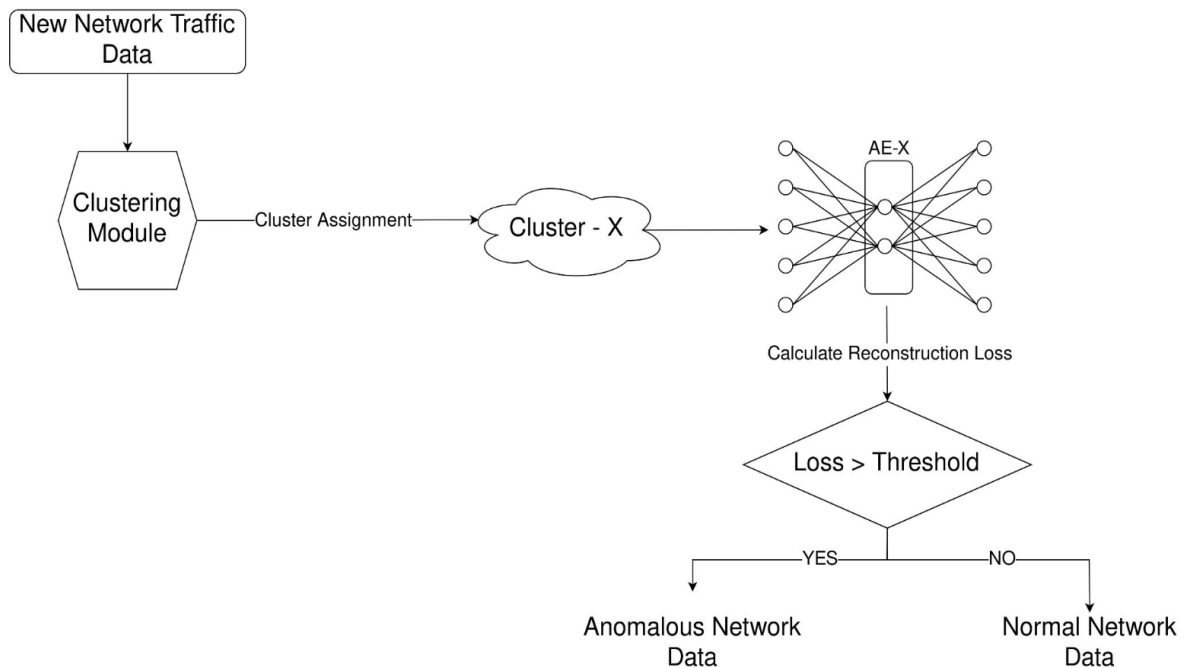 New Network Traffic
Data
Clustering
Module
Cluster Assignment
Cluster - X
AE-X
Calculate Reconstruction Loss
Loss > Threshold
YES
NO
Anomalous Network
Data
Normal Network
Data